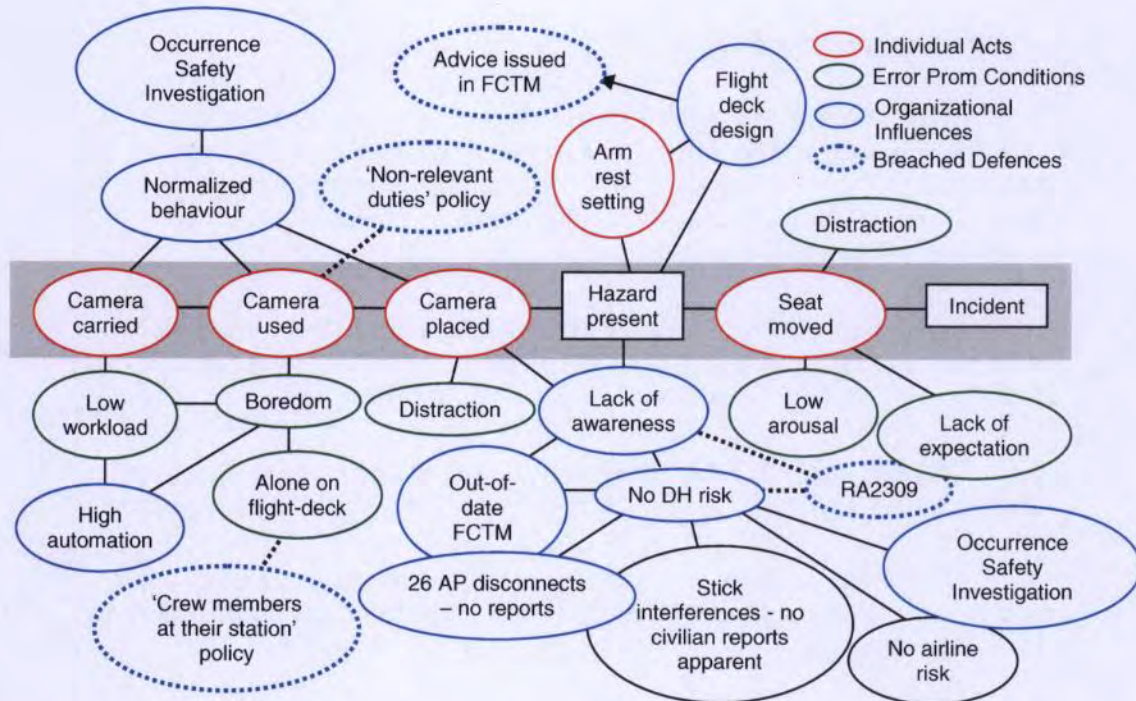 Occurrence
Safety
Investigation
Advice issued
in FCTM
Flight
deck
design
Individual Acts
Error Prom Conditions
Organizational
Influences
Breached Defences
Normalized
behaviour
'Non-relevant
duties' policy
Arm
rest
setting
Distraction
Camera
carried
Camera
used
Camera
placed
Hazard
present
Seat
moved
Incident
Low
workload
Boredom
Distraction
Lack of
awareness
Low
arousal
Lack of
expectation
High
automation
Alone on
flight-deck
Out-of-
date
FCTM
No DH risk
RA2309
'Crew members
at their station'
policy
26 AP disconnects
– no reports
Stick
interferences - no
civilian reports
apparent
No airline
risk
Occurrence
Safety
Investigation